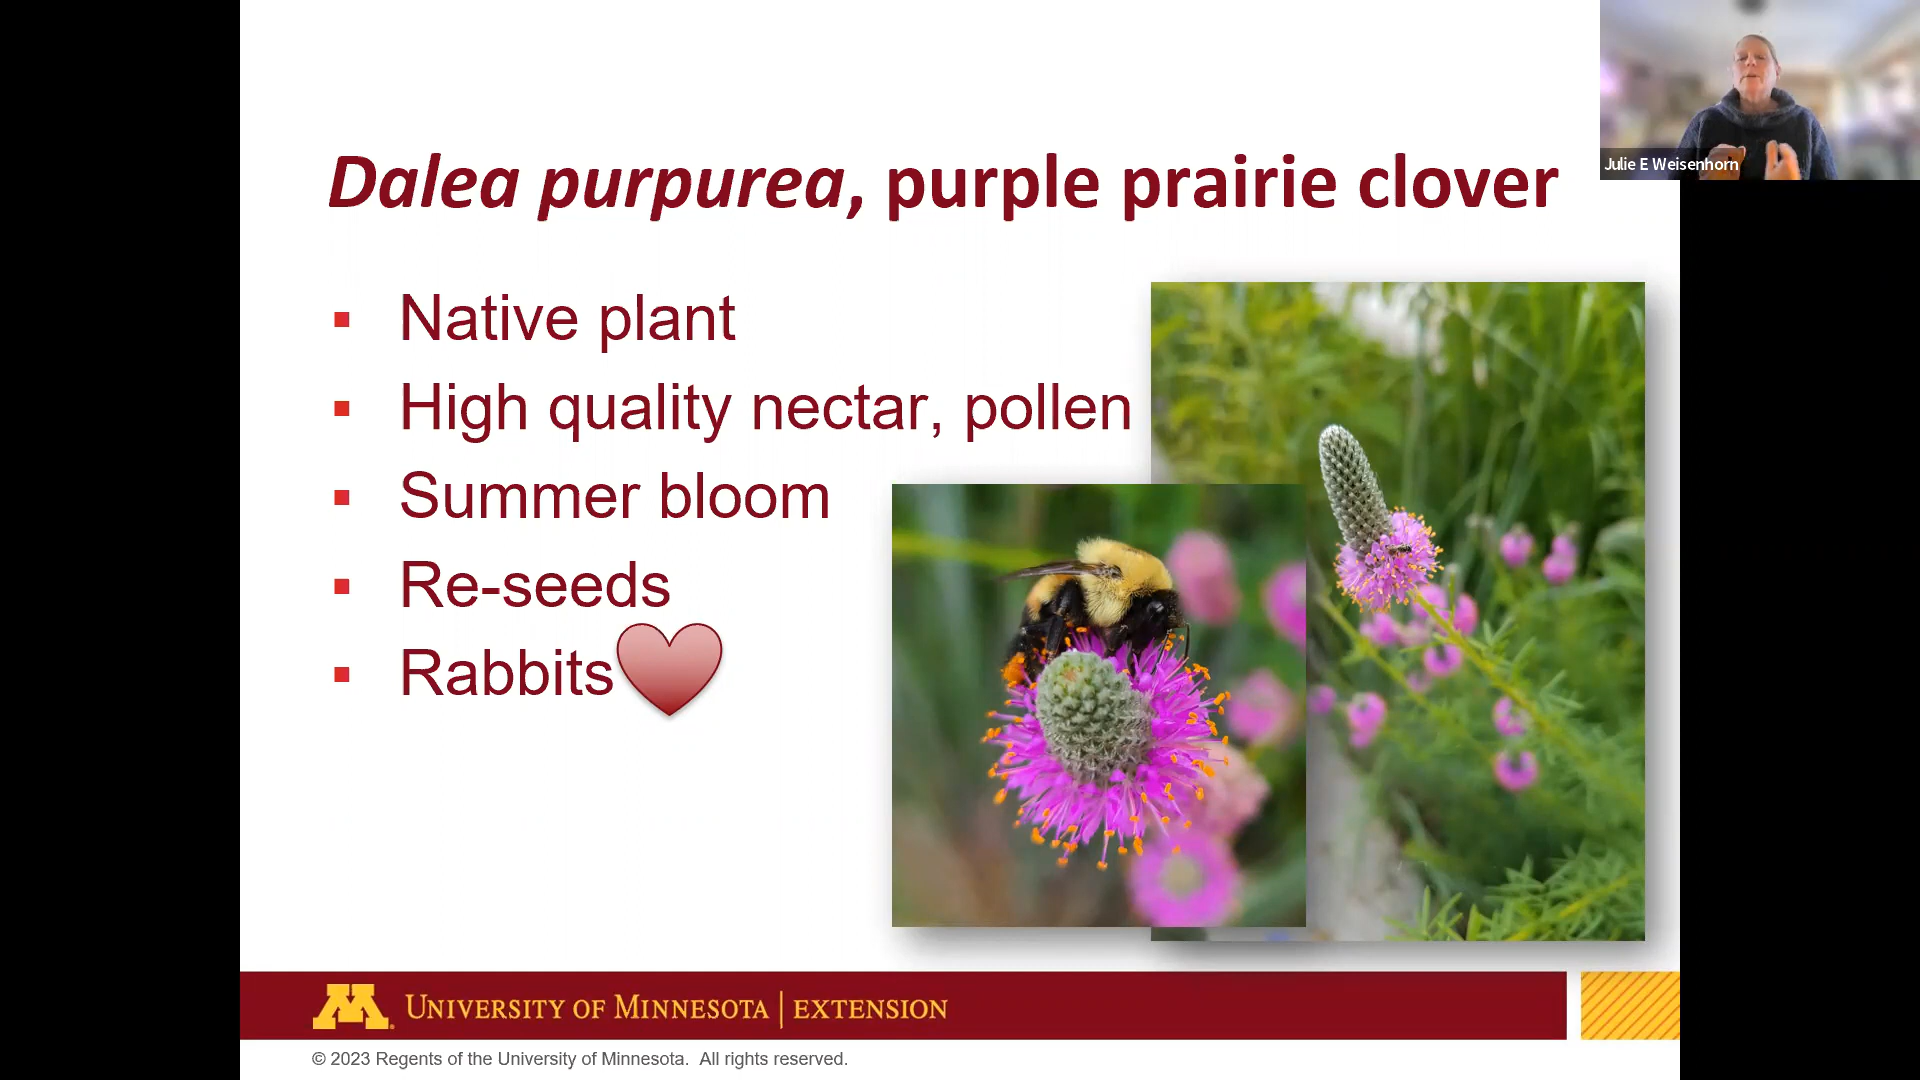 Dalea purpurea, purple prairie clover
Native plant
High quality nectar, pollen
Summer bloom
Re-seeds
Rabbits
Julie E Weisenhorn
UNIVERSITY OF MINNESOTA | EXTENSION
© 2023 Regents of the University of Minnesota. All rights reserved.